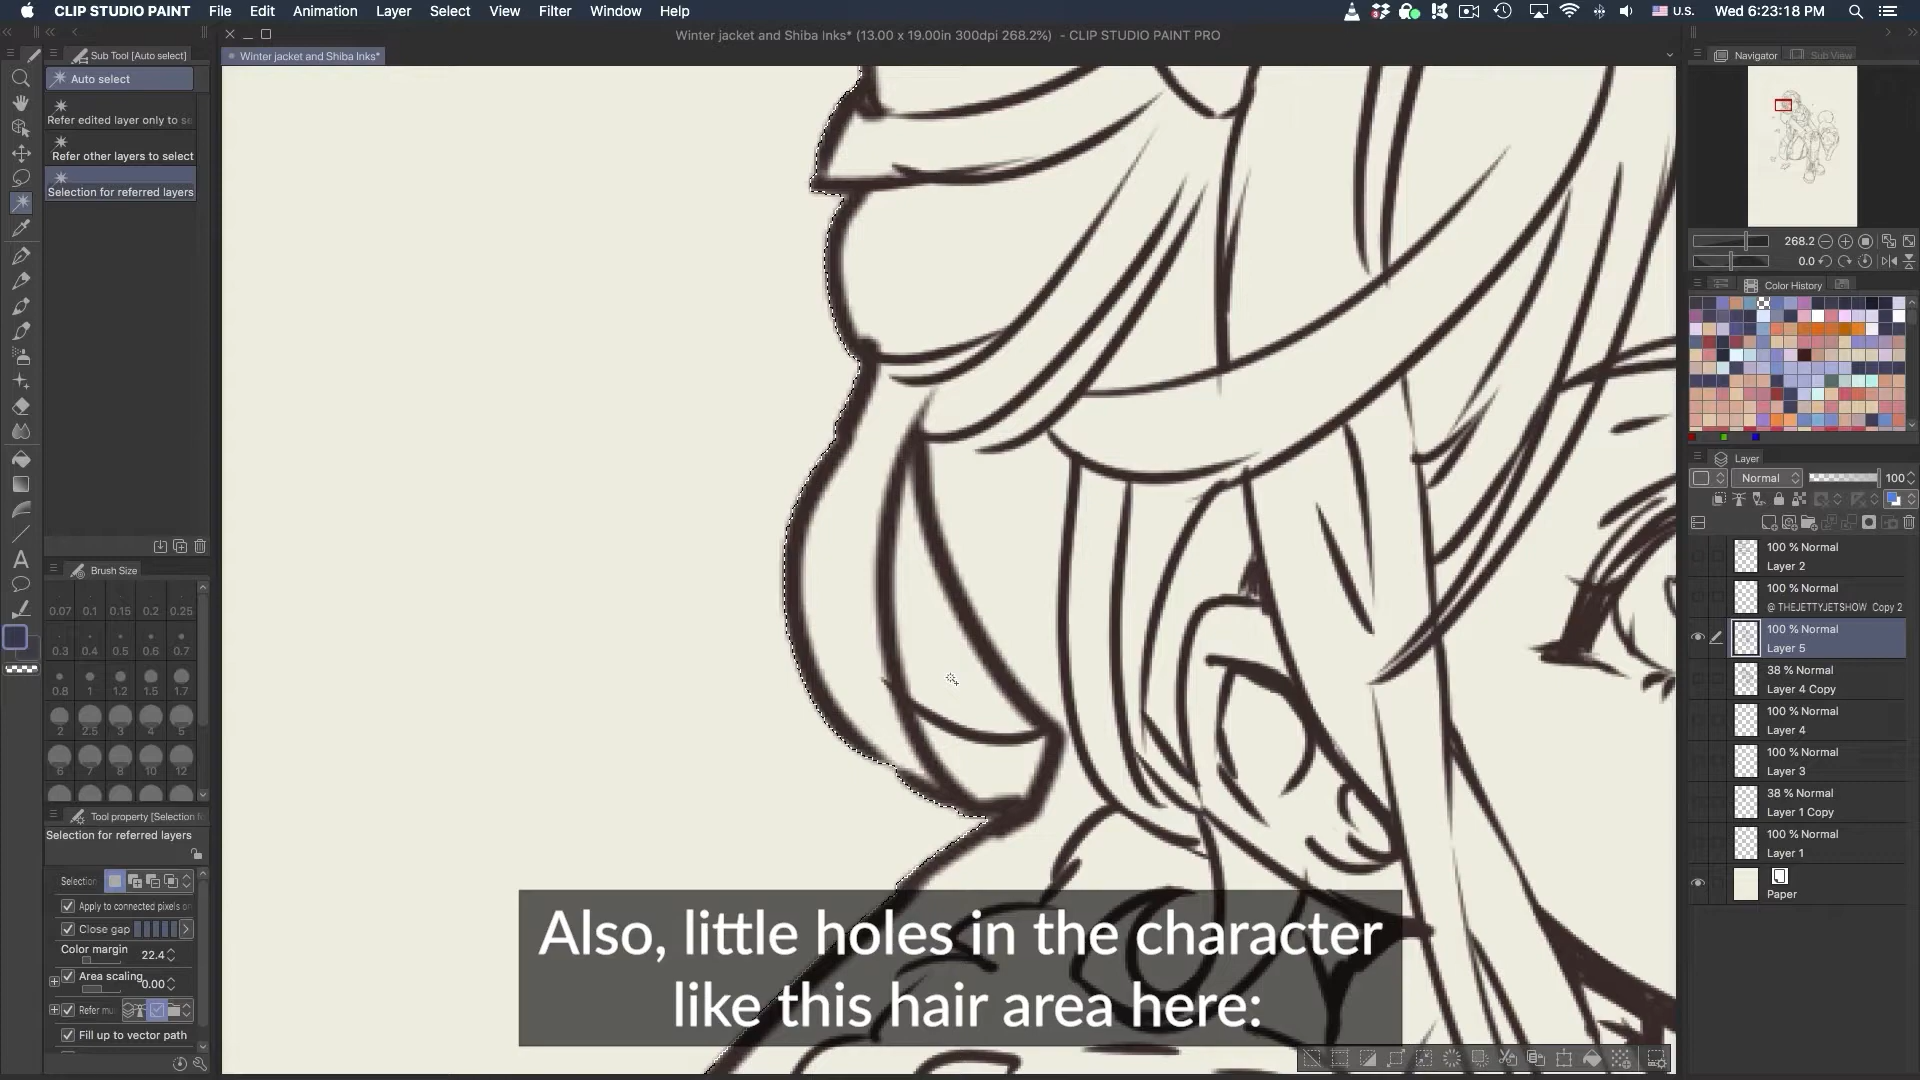 CLIP STUDIO PAINT File Edit Animation Layer Select View Filter Window Help U.S. Wed 6:23:18 PM
Winter jacket and Shiba Inks* (13.00 x 19.00in 300dpi 268.2%) - CLIP STUDIO PAINT PRO
Sub Tool [Auto select]
Winter jacket and Shiba Inks*
Navigator Sub View
Auto select
Refer edited layer only to se
Refer other layers to select
Selection for referred layers
268.2
0.0
Color History
Layer
Normal 100
100 % Normal
Layer 2
100 % Normal
@ THEJETTYJETSHOW Copy 2
100 % Normal
Layer 5
38 % Normal
Layer 4 Copy
100 % Normal
Layer 4
100 % Normal
Layer 3
38 % Normal
Layer 1 Copy
100 % Normal
Layer 1
Paper
Brush Size
0.07 0.1 0.15 0.2 0.25
0.3 0.4 0.5 0.6 0.7
0.8 1 1.2 1.5 1.7
2 2.5 3 4 5
6 7 8 10 12
Tool property [Selection f
Selection for referred layers
Selection
Apply to connected pixels on
Close gap
Color margin
22.4
Area scaling
0.00
Refer mu
Fill up to vector path
Also, little holes in the character
like this hair area here: